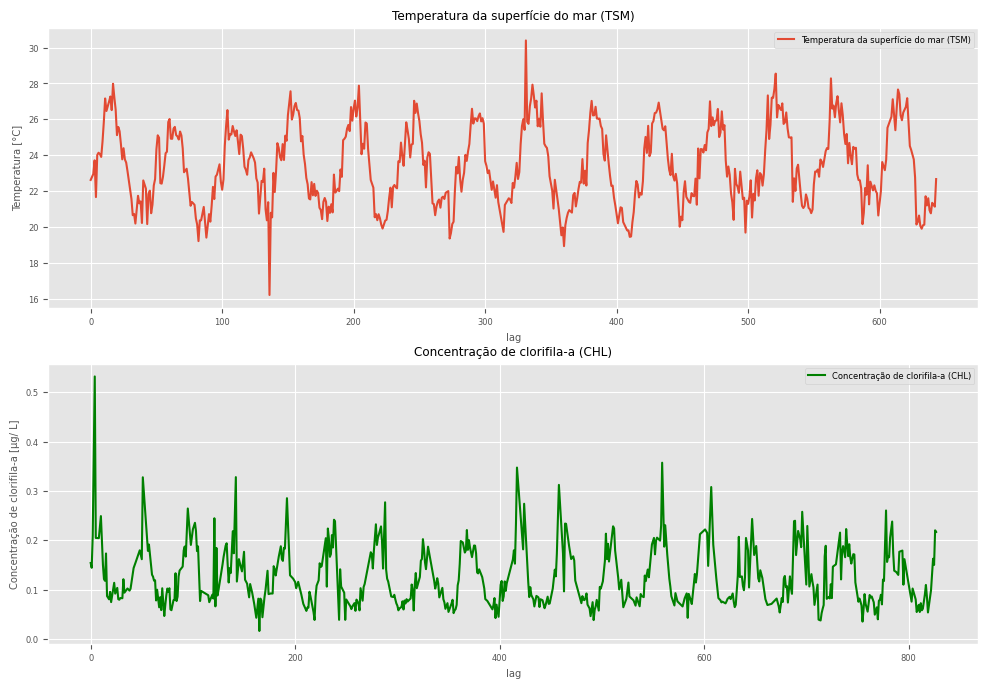 Temperatura da superfície do mar (TSM)
Temperatura da superfície do mar (TSM)
Temperatura [°C]
30
28
26
24
22
20
18
16
0 100 200 300 400 500 600
lag
Concentração de clorifila-a (CHL)
Concentração de clorifila-a (CHL)
Concentração de clorifila-a [µg/ L]
0.5
0.4
0.3
0.2
0.1
0.0
0 200 400 600 800
lag